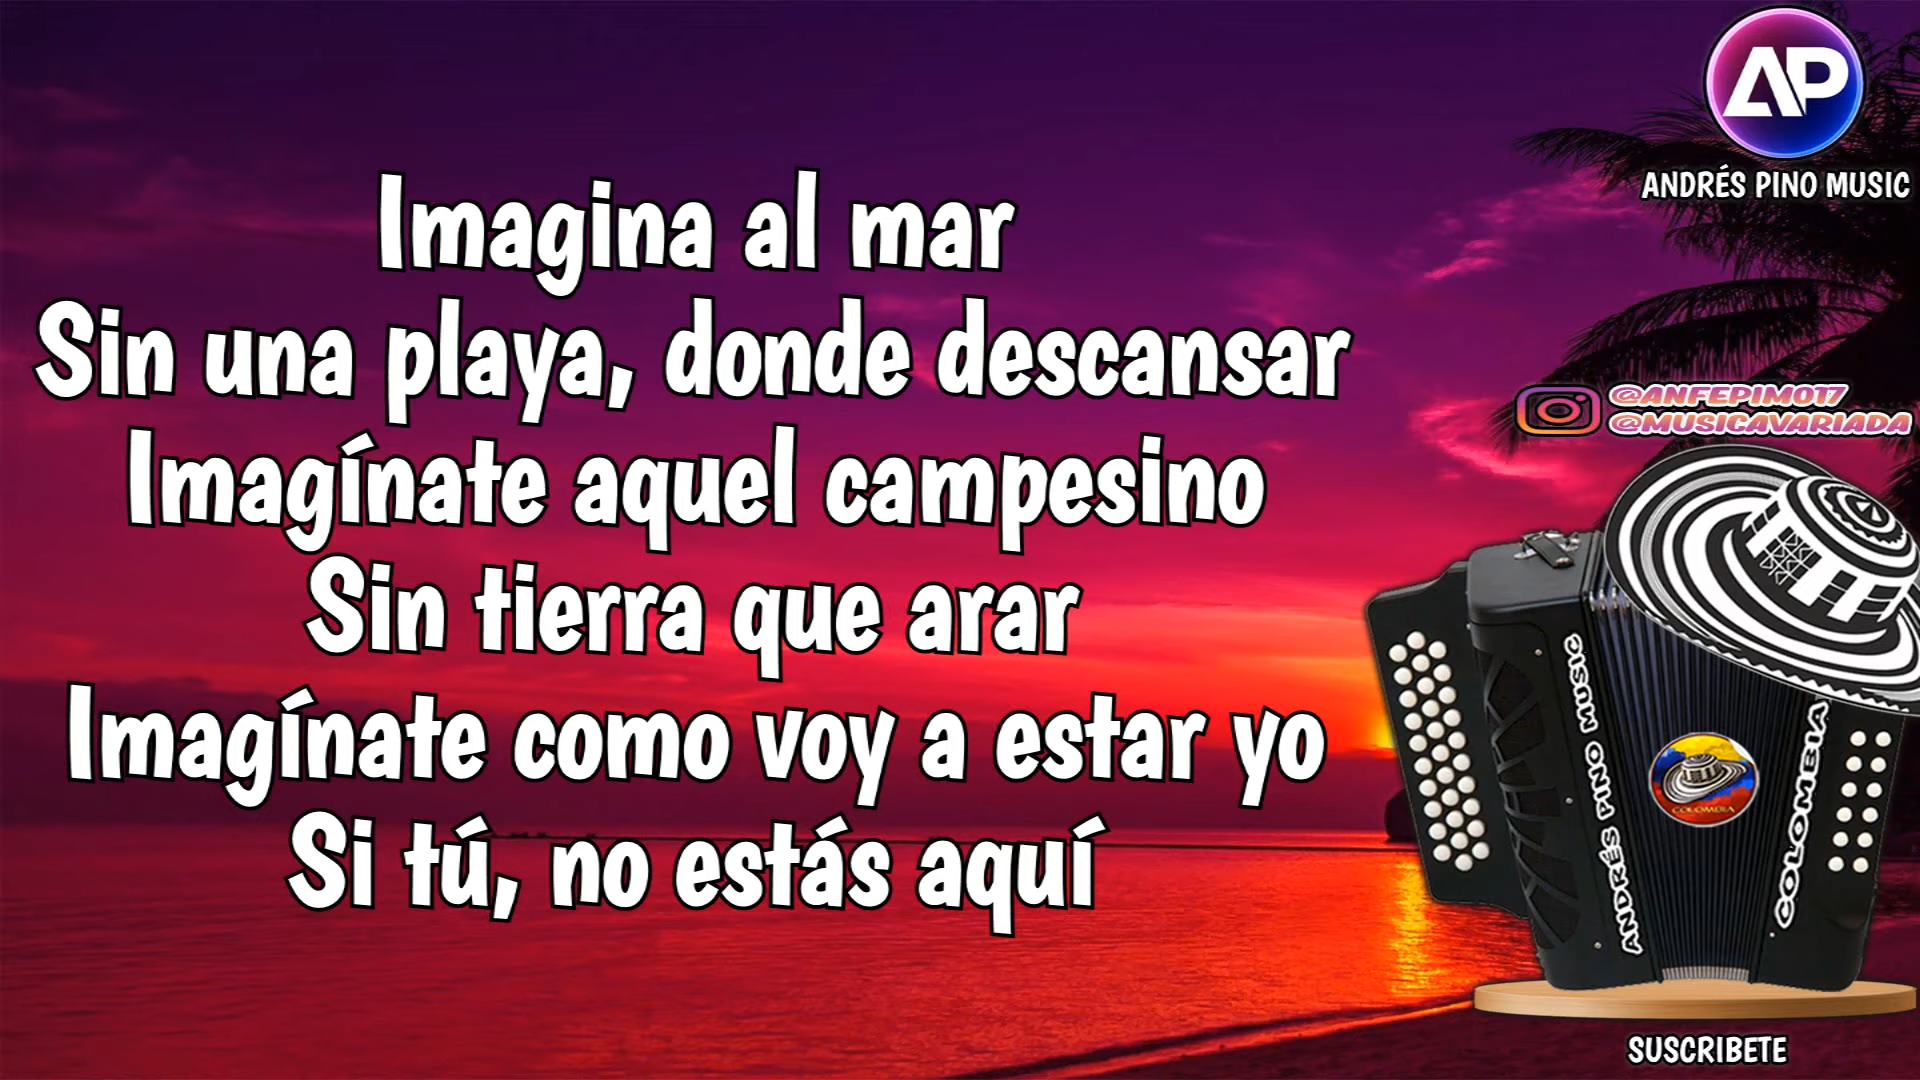 AP
ANDRÉS PINO MUSIC
Imagina al mar
Sin una playa, donde descansar
Imagínate aquel campesino
Sin tierra que arar
Imagínate como voy a estar yo
Si tú, no estás aquí
@ANFEPIMO17
@MUSICAVARIADA
ANDRÉS PINO MUSIC
COLOMBIA
COLOMBIA
SUSCRIBETE